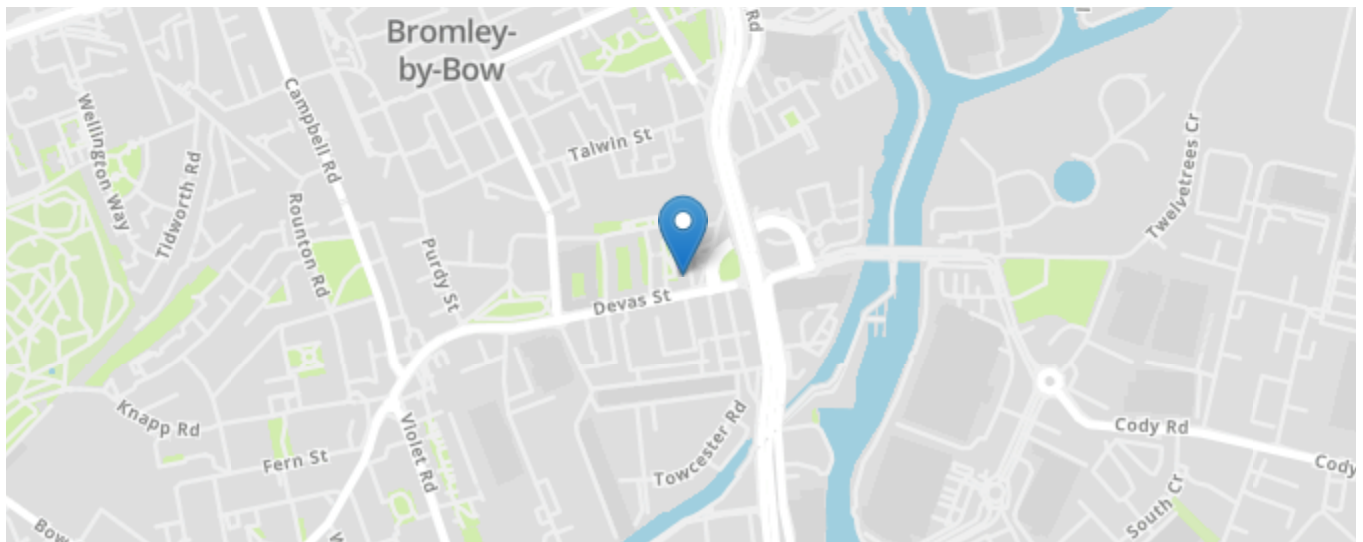 Bromley-
by-Bow
Rd
Wellington Way
Campbell Rd
Talwin St
Tidworth Rd
Rounton Rd
Purdy St
Twelvetrees Cr
Devas St
Knapp Rd
Fern St
Violet Rd
Towcester Rd
Cody Rd
Cody
South Cr
Bow